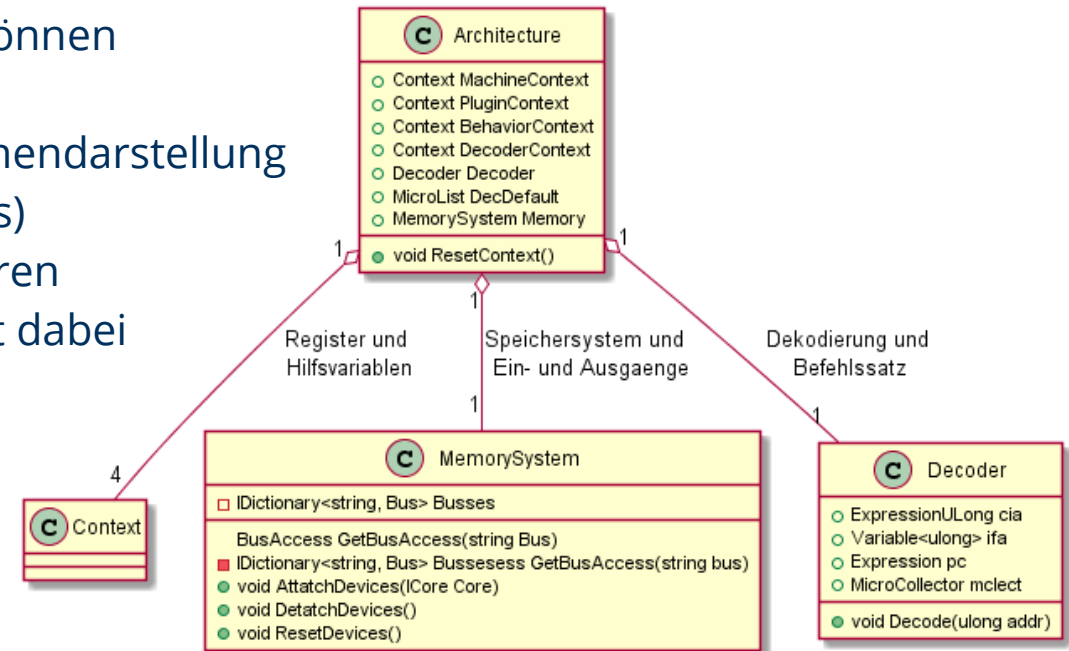 önnen
nendarstellung
s)
ren
t dabei
C Architecture
Context MachineContext
Context PluginContext
Context BehaviorContext
Context DecoderContext
Decoder Decoder
MicroList DecDefault
MemorySystem Memory
void ResetContext()
1
1
1
Register und
Hilfsvariablen
Speichersystem und
Ein- und Ausgaenge
Dekodierung und
Befehlssatz
4
1
1
C Context
C MemorySystem
IDictionary<string, Bus> Busses
BusAccess GetBusAccess(string Bus)
IDictionary<string, Bus> Bussesess GetBusAccess(string bus)
void AttatchDevices(ICore Core)
void DetatchDevices()
void ResetDevices()
C Decoder
ExpressionULong cia
Variable<ulong> ifa
Expression pc
MicroCollector mclect
void Decode(ulong addr)